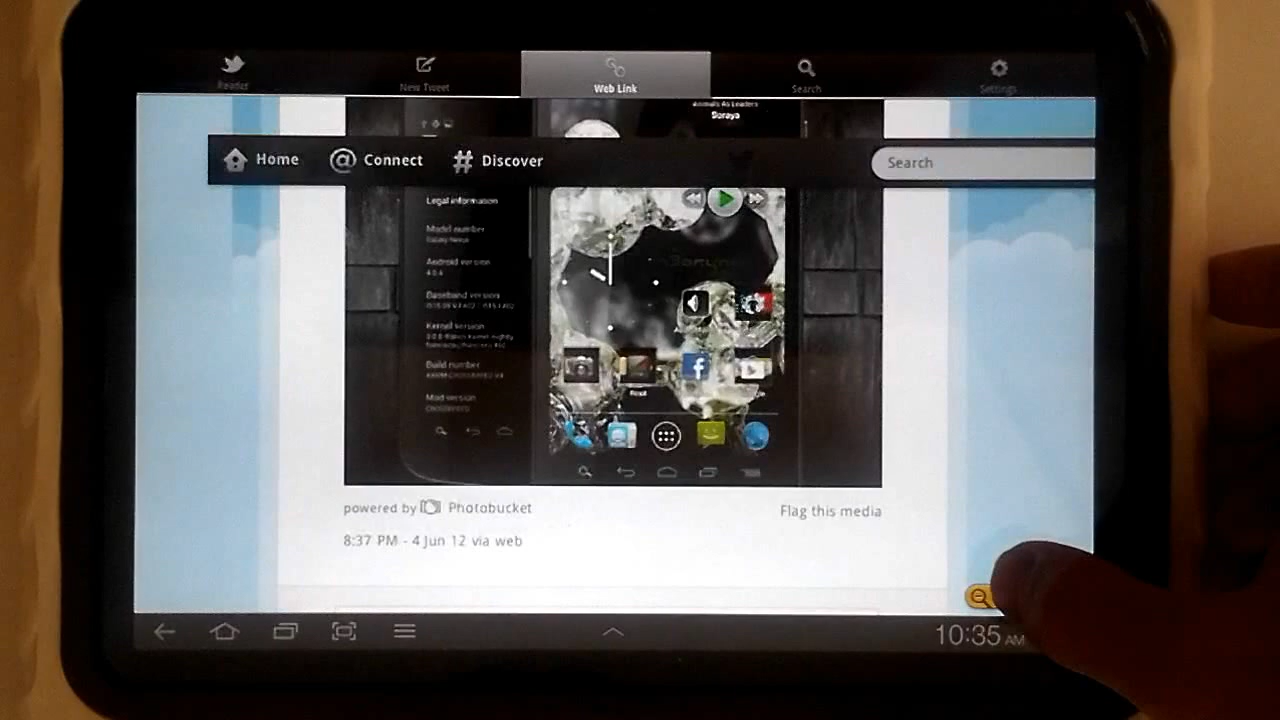 Reader New Tweet Web Link Search Settings
Animals As Leaders
Soraya
Home Connect Discover Search
Legal information
Model number
Galaxy Nexus
Android version
4.0.4
Baseband version
Kernel version
Build number
Mod version
powered by Photobucket Flag this media
8:37 PM - 4 Jun 12 via web
10:35 AM